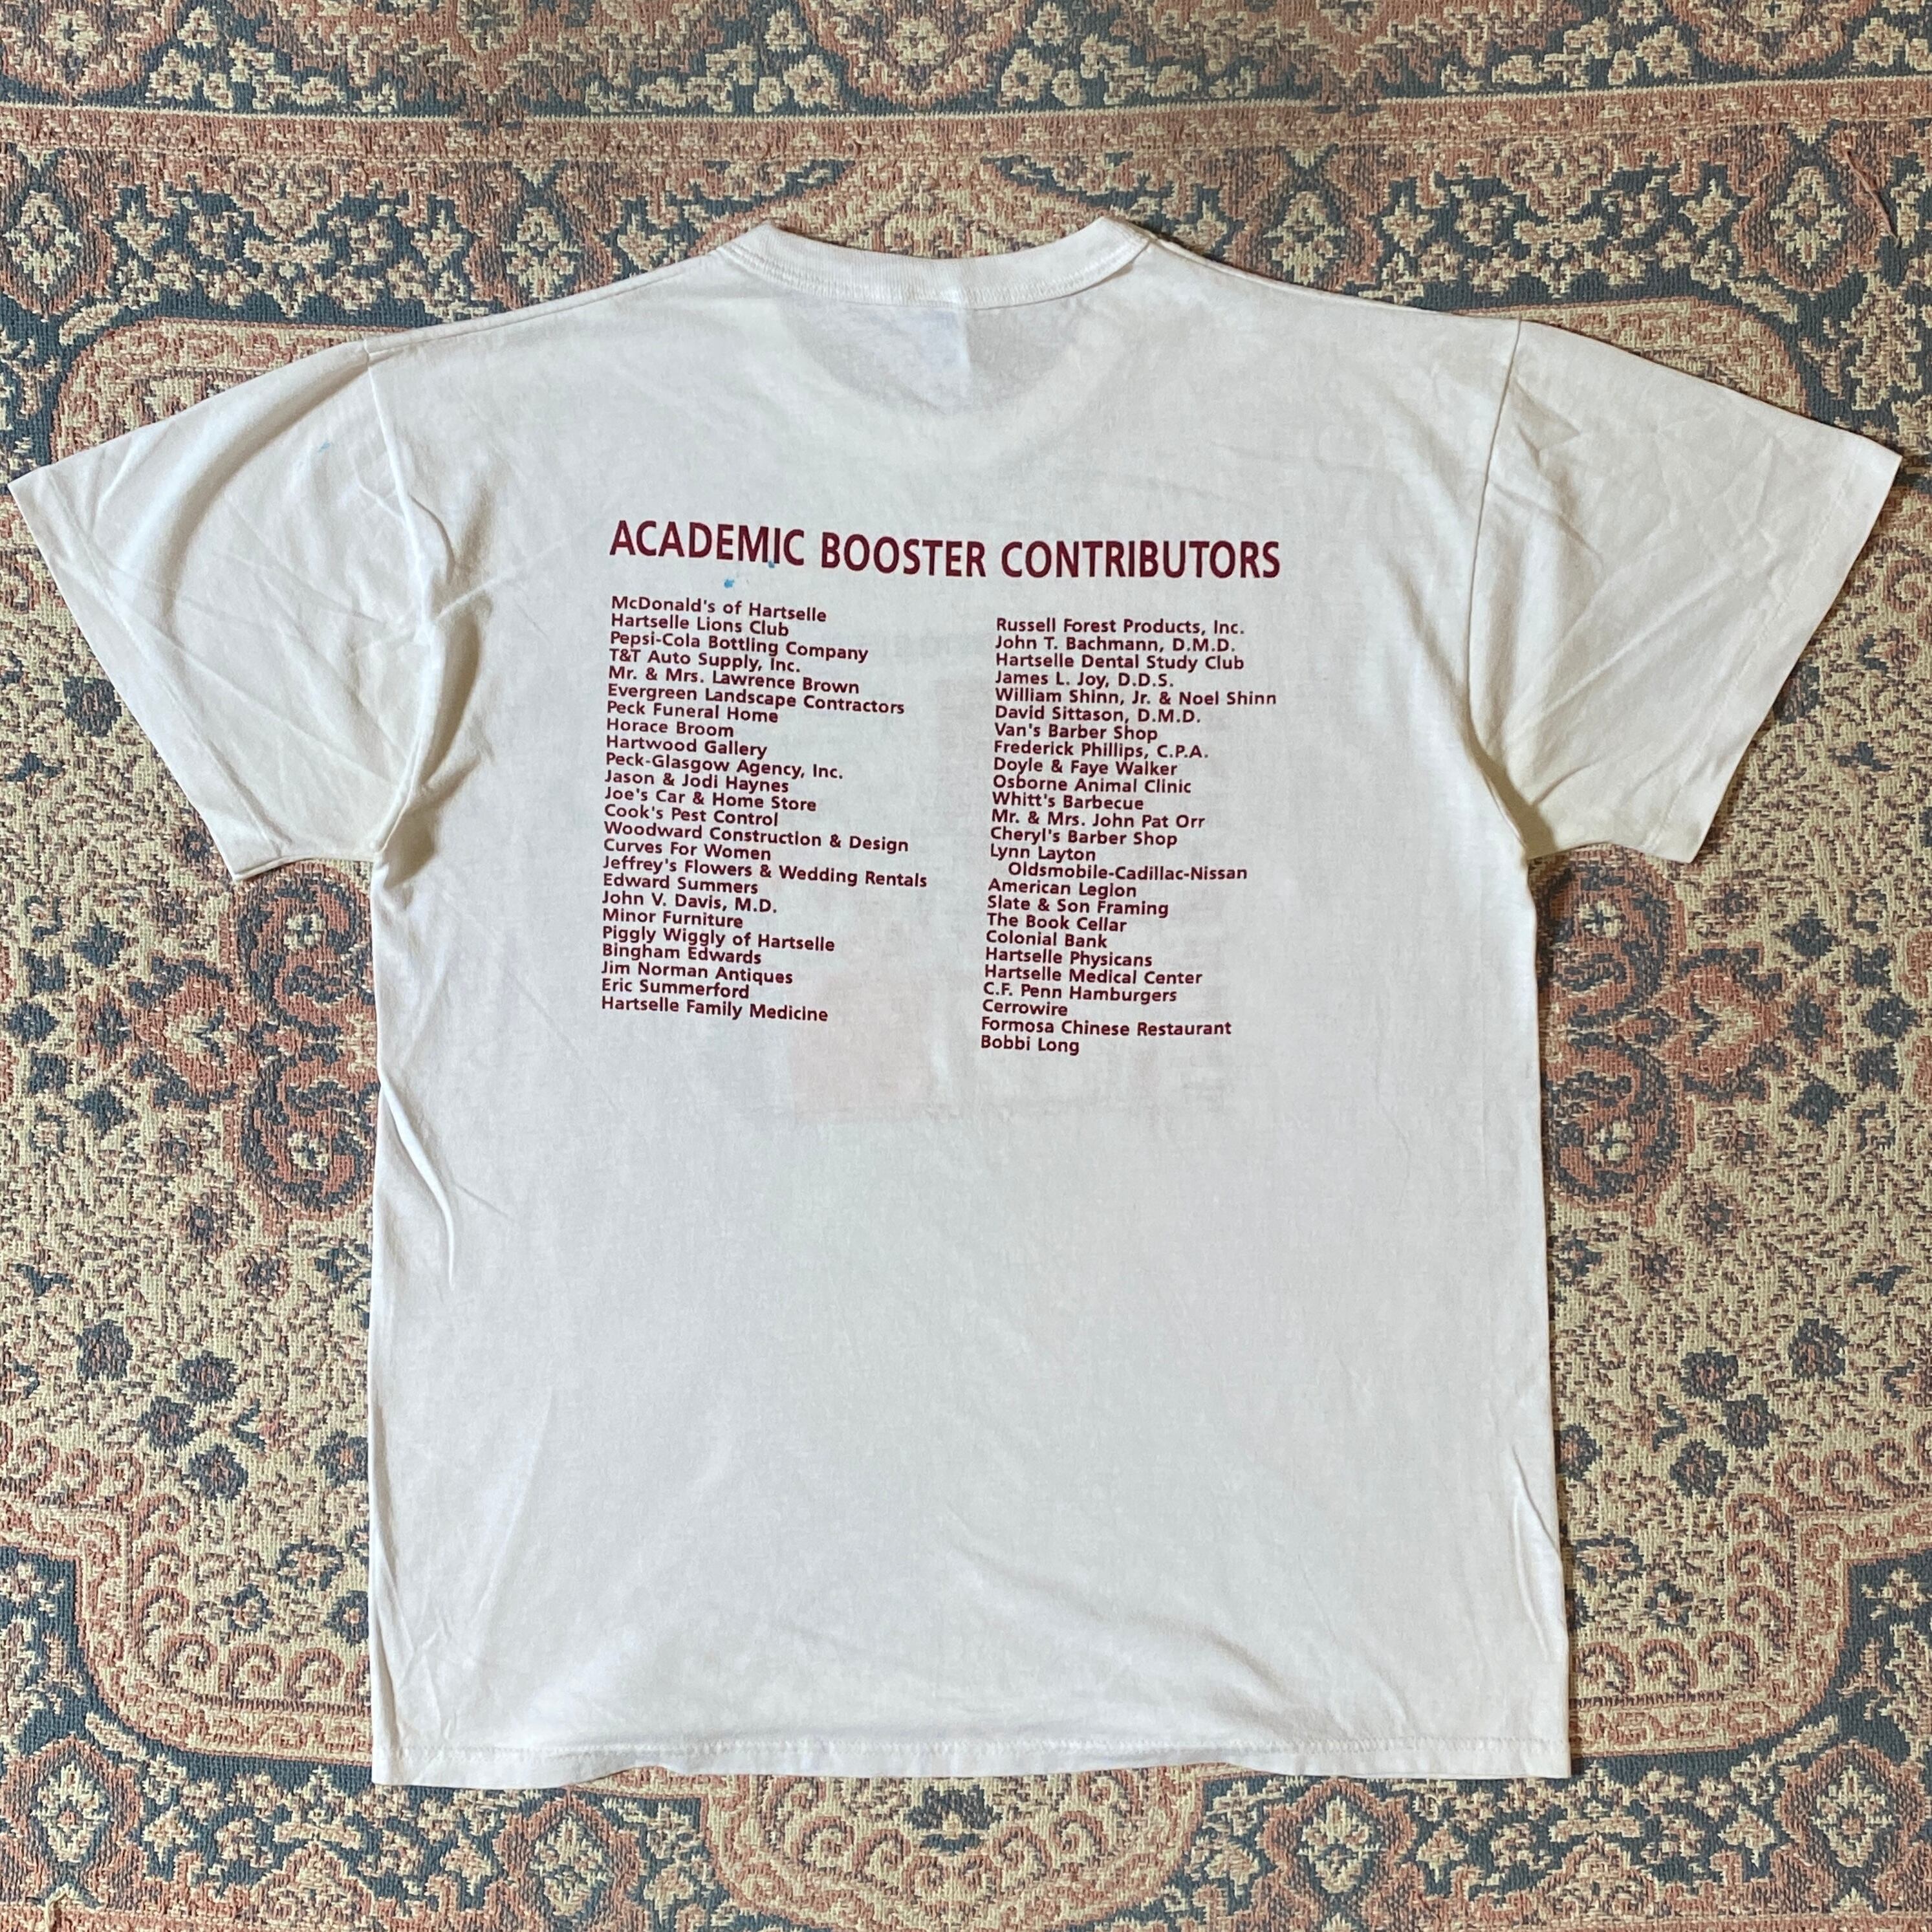 ACADEMIC BOOSTER CONTRIBUTORS
McDonald's of Hartselle
Hartselle Lions Club
Pepsi-Cola Bottling Company
T&T Auto Supply, Inc.
Mr. & Mrs. Lawrence Brown
Evergreen Landscape Contractors
Peck Funeral Home
Horace Broom
Hartwood Gallery
Peck-Glasgow Agency, Inc.
Jason & Jodi Haynes
Joe's Car & Home Store
Cook's Pest Control
Woodward Construction & Design
Curves For Women
Jeffrey's Flowers & Wedding Rentals
Edward Summers
John V. Davis, M.D.
Minor Furniture
Piggly Wiggly of Hartselle
Bingham Edwards
Jim Norman Antiques
Eric Summerford
Hartselle Family Medicine
Russell Forest Products, Inc.
John T. Bachmann, D.M.D.
Hartselle Dental Study Club
James L. Joy, D.D.S.
William Shinn, Jr. & Noel Shinn
David Sittason, D.M.D.
Van's Barber Shop
Frederick Phillips, C.P.A.
Doyle & Faye Walker
Osborne Animal Clinic
Whitt's Barbecue
Mr. & Mrs. John Pat Orr
Cheryl's Barber Shop
Lynn Layton
Oldsmobile-Cadillac-Nissan
American Legion
Slate & Son Framing
The Book Cellar
Colonial Bank
Hartselle Physicans
Hartselle Medical Center
C.F. Penn Hamburgers
Cerrowire
Formosa Chinese Restaurant
Bobbi Long